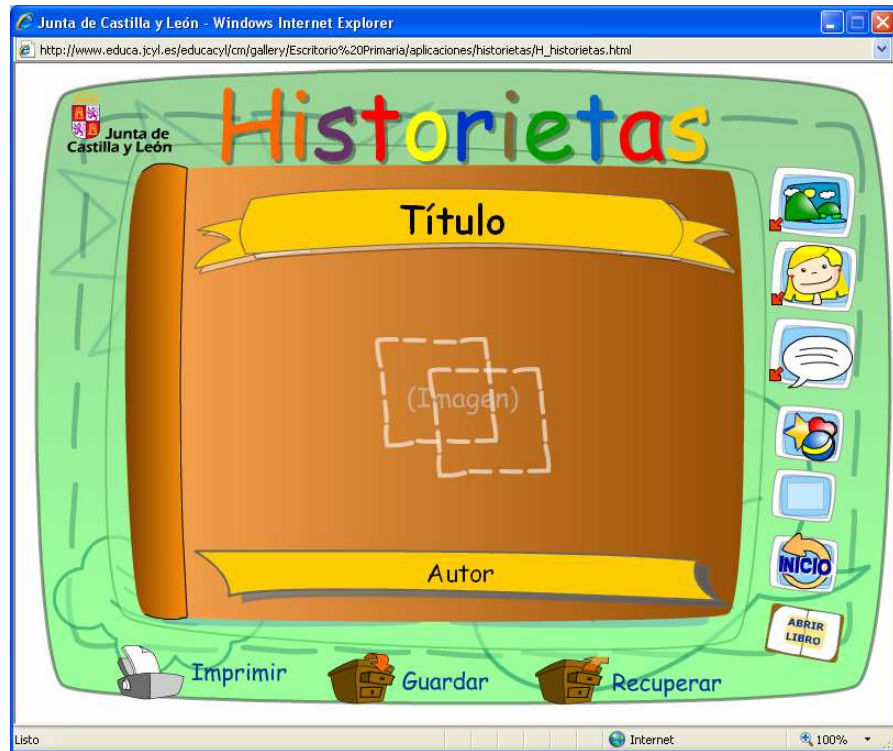 Junta de Castilla y León - Windows Internet Explorer
http://www.educa.jcyl.es/educacyl/cm/gallery/Escritorio%20Primaria/aplicaciones/historietas/H_historietas.html
Historietas
Junta de
Castilla y León
Título
(Imagen)
Autor
INICIO
ABRIR
LIBRO
Imprimir
Guardar
Recuperar
Listo
Internet
100%